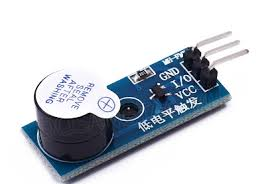 REMOVE
SEAL AFTER
WASHING
GND
I/O
VCC
低电平触发